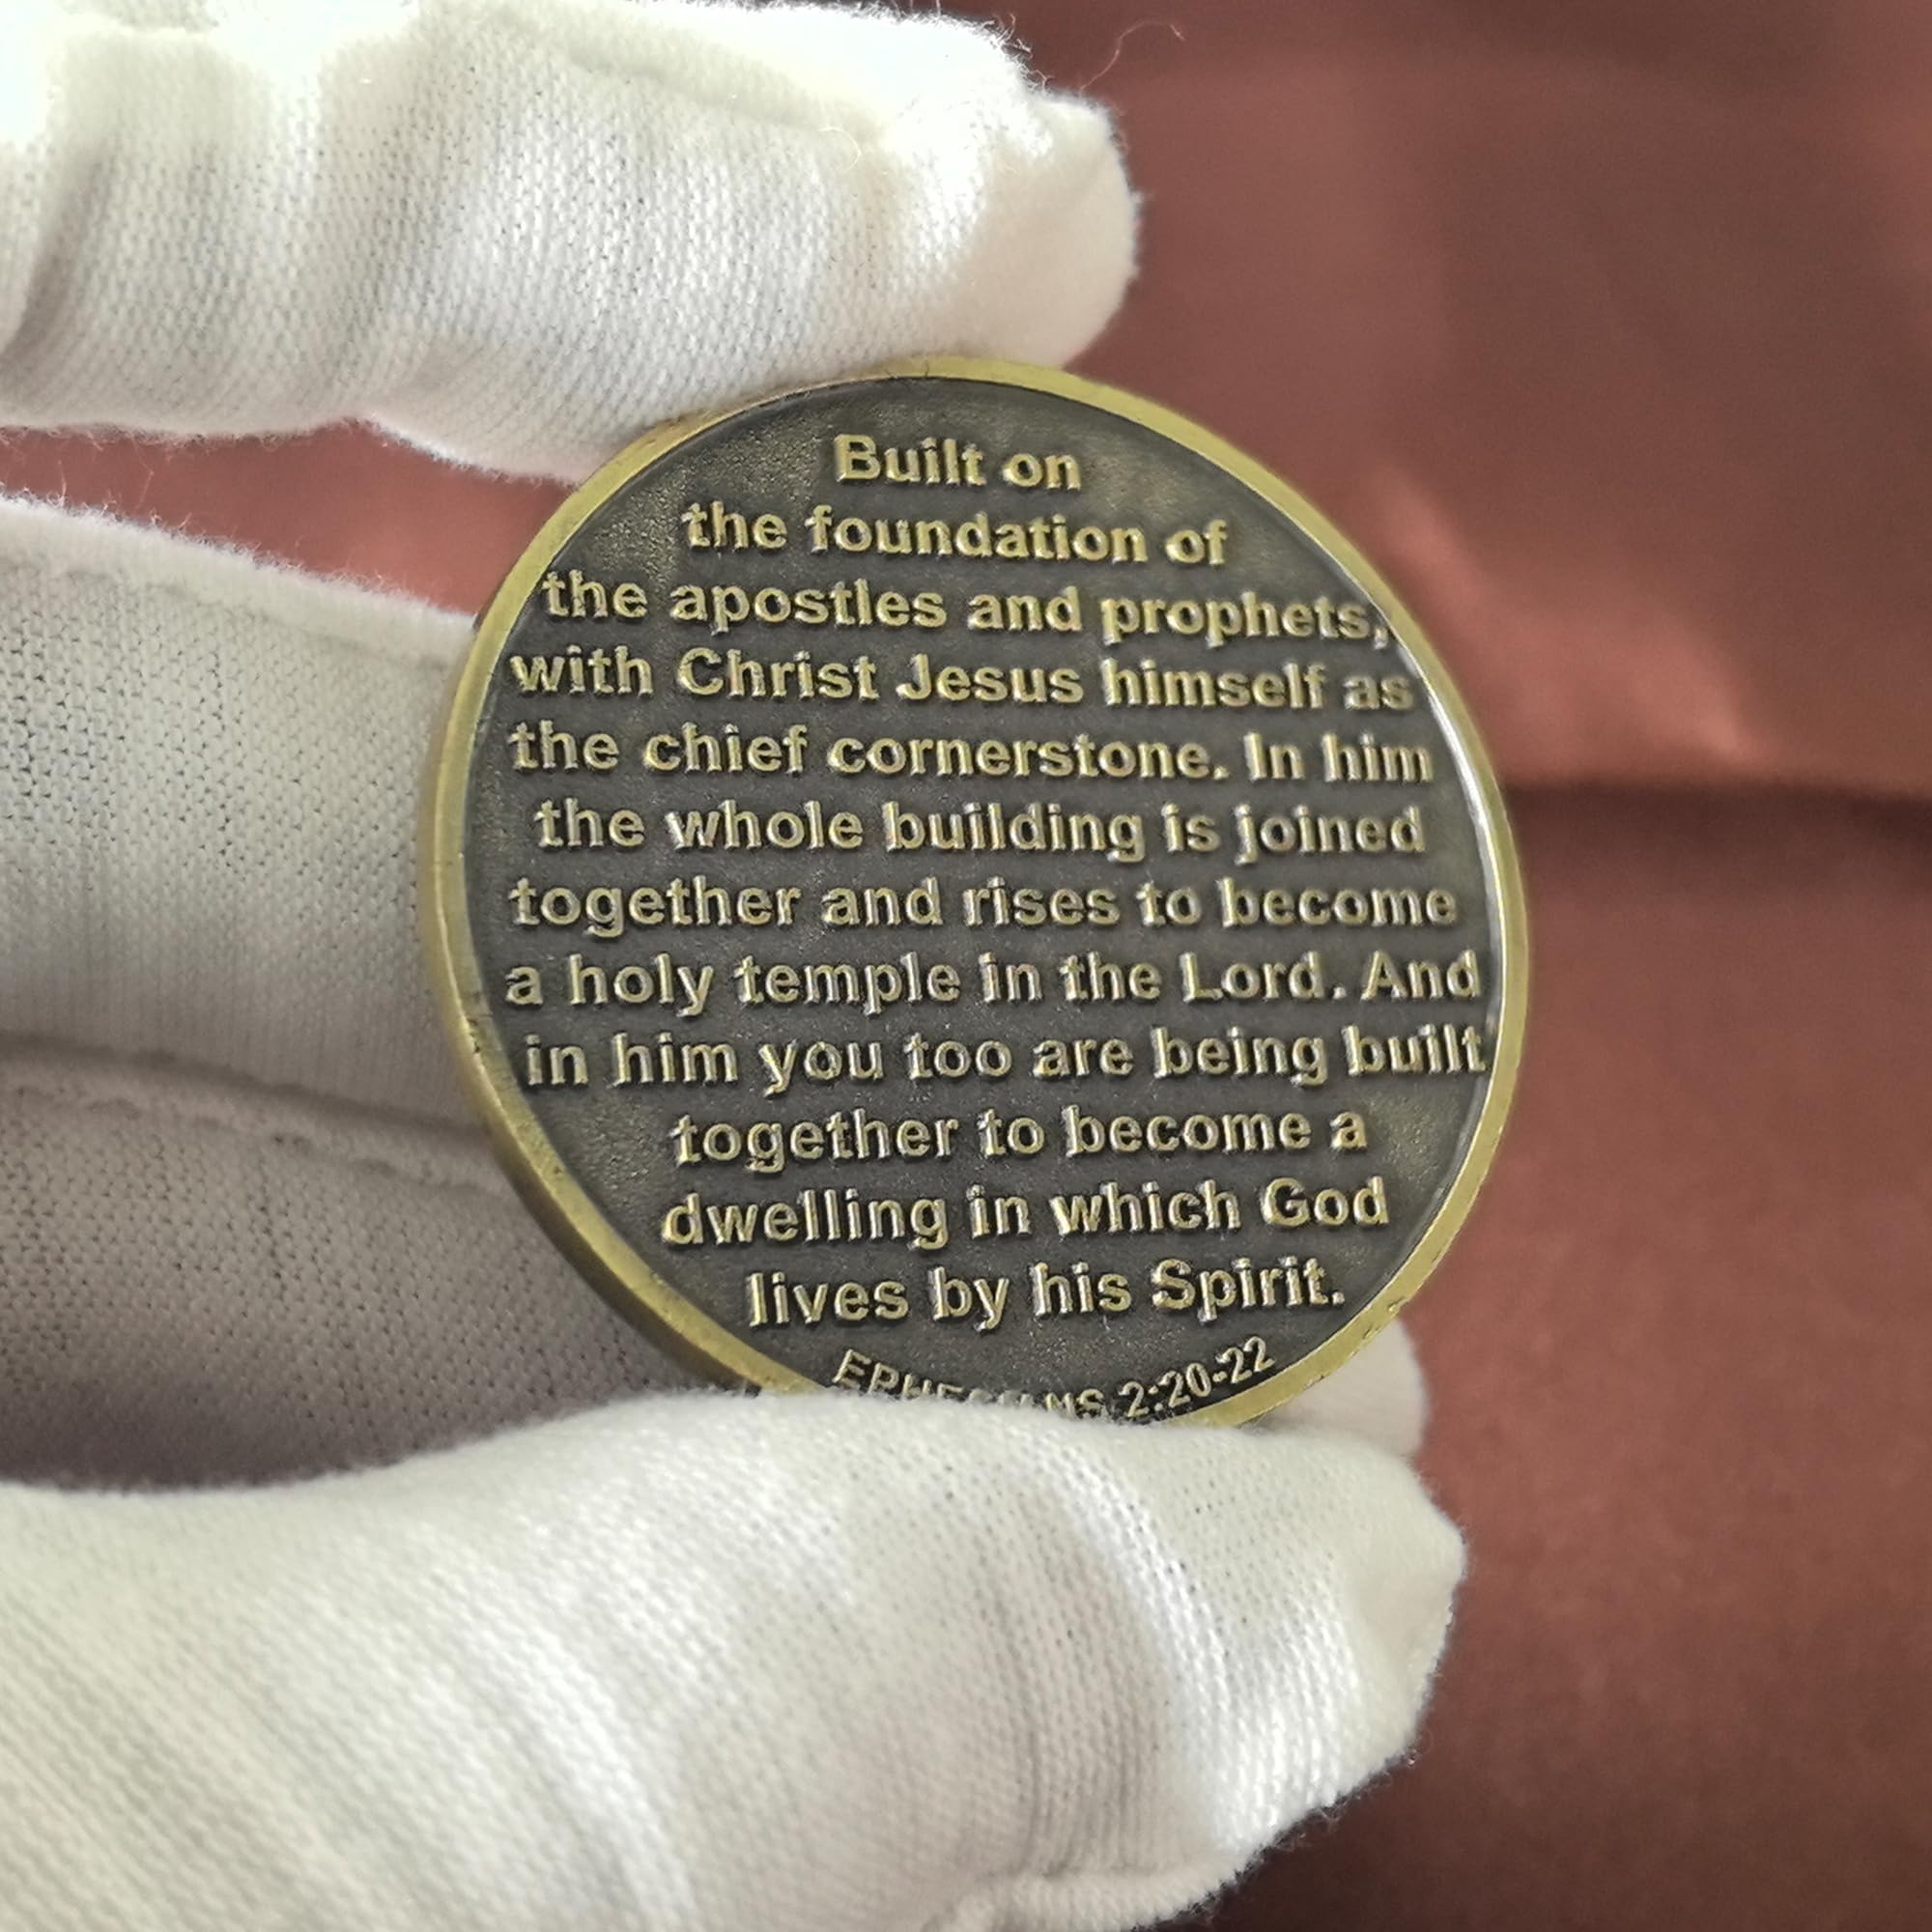 Built on
the foundation of
the apostles and prophets,
with Christ Jesus himself as
the chief cornerstone. In him
the whole building is joined
together and rises to become
a holy temple in the Lord. And
in him you too are being built
together to become a
dwelling in which God
lives by his Spirit.
EPHESIANS 2:20-22